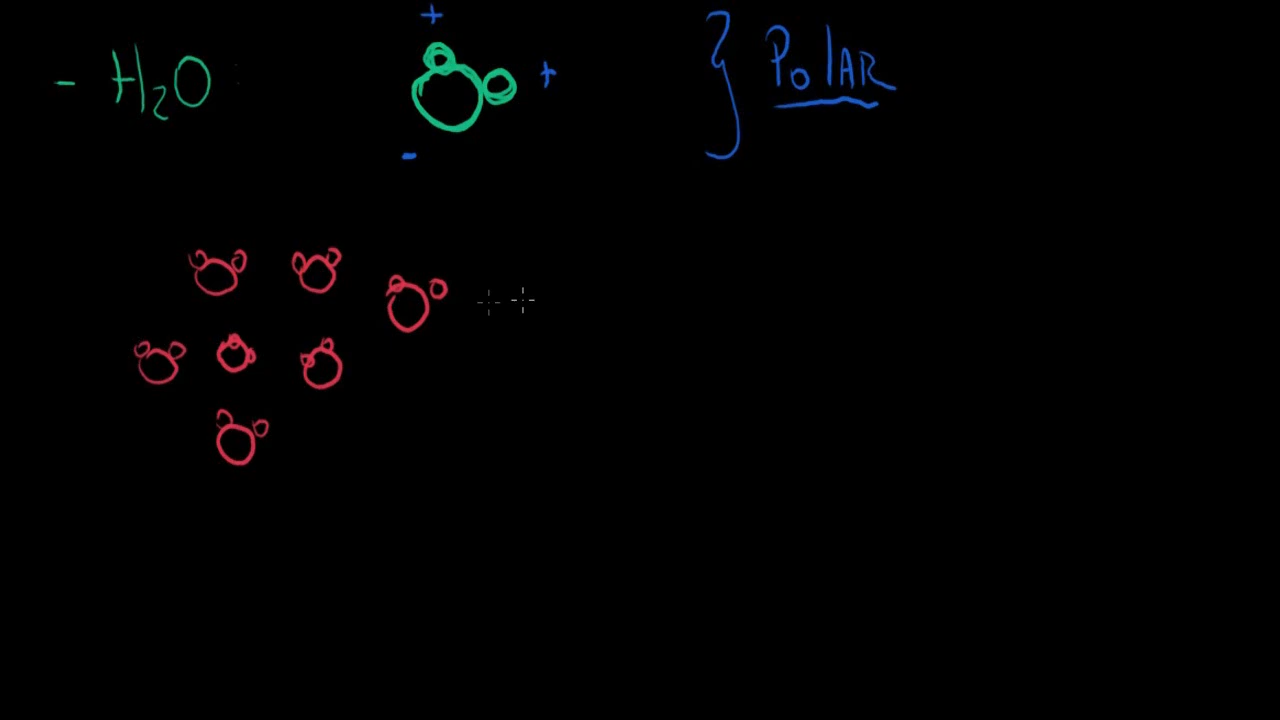 - H₂O
+
+
-
} POLAR